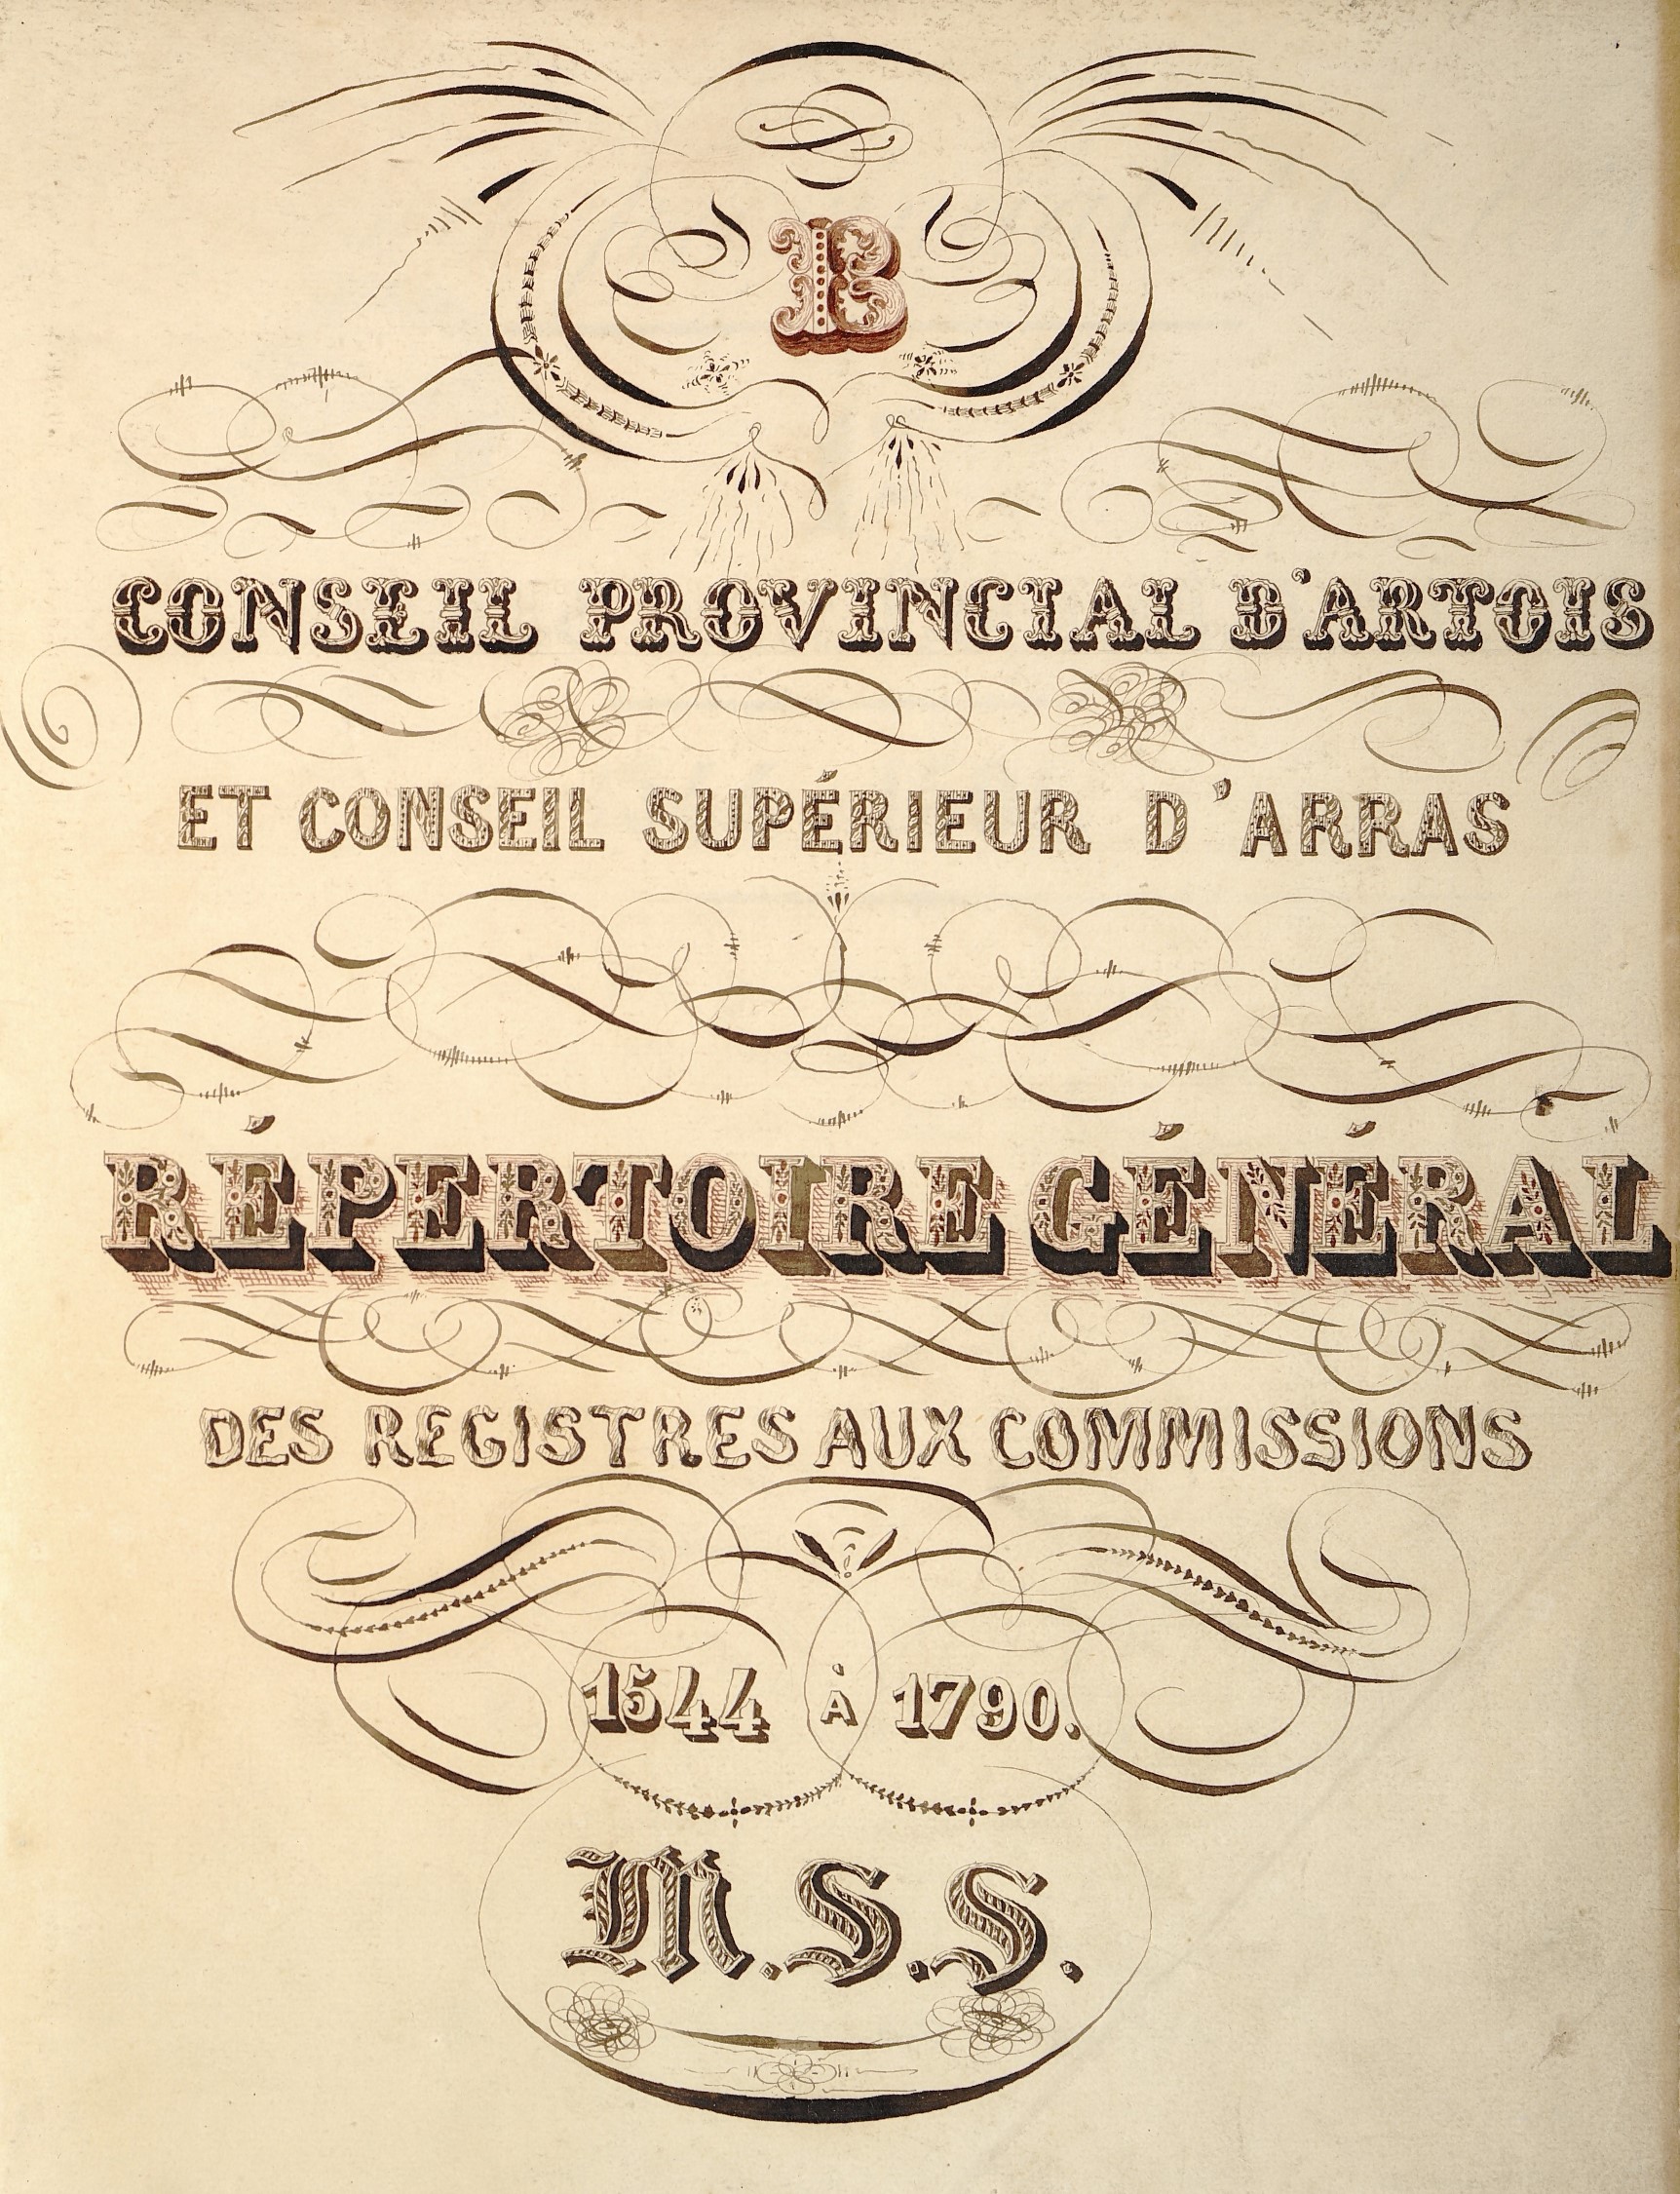 B
CONSEIL PROVINCIAL D'ARTOIS
ET CONSEIL SUPÉRIEUR D'ARRAS
RÉPERTOIRE GÉNÉRAL
DES REGISTRES AUX COMMISSIONS
1544 À 1790.
M.S.S.